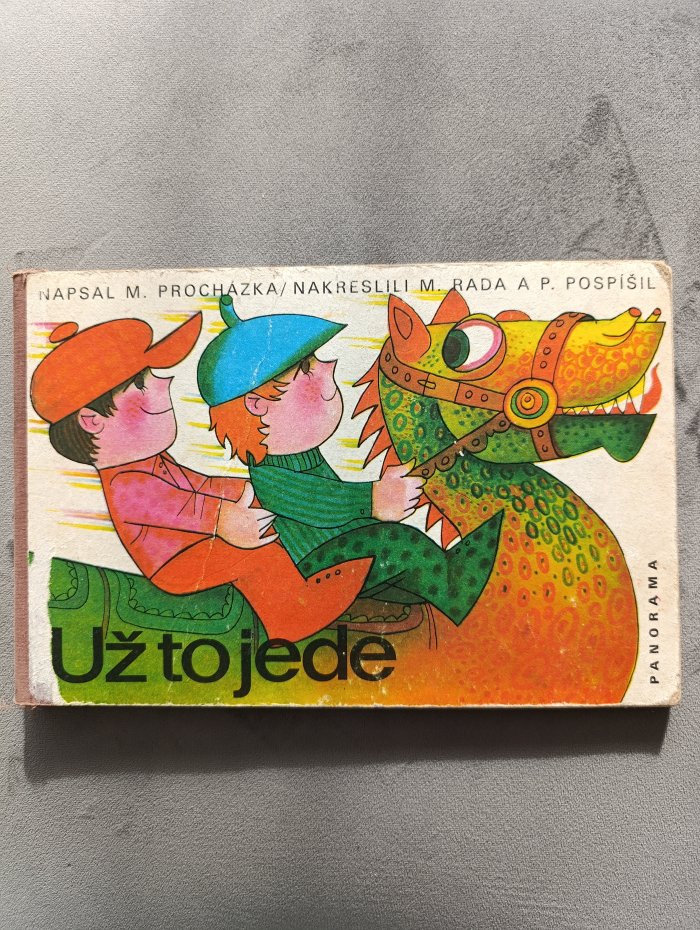 NAPSAL M. PROCHÁZKA/NAKRESLILI M. RADA A P. POSPÍŠIL
Už to jede
PANORAMA